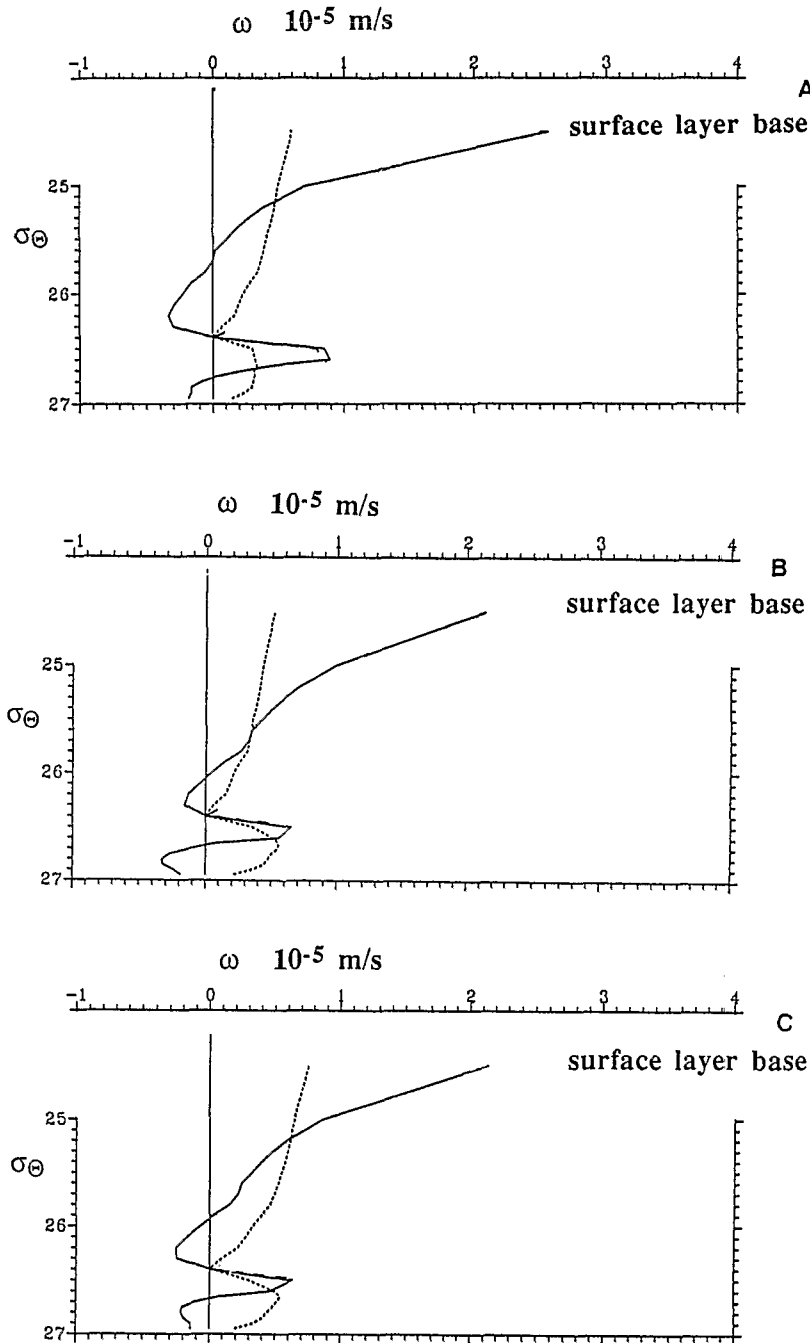 ω 10-5 m/s
-1 0 1 2 3 4
A
surface layer base
25
σΘ
26
27
ω 10-5 m/s
-1 0 1 2 3 4
B
surface layer base
25
σΘ
26
27
ω 10-5 m/s
-1 0 1 2 3 4
C
surface layer base
25
σΘ
26
27